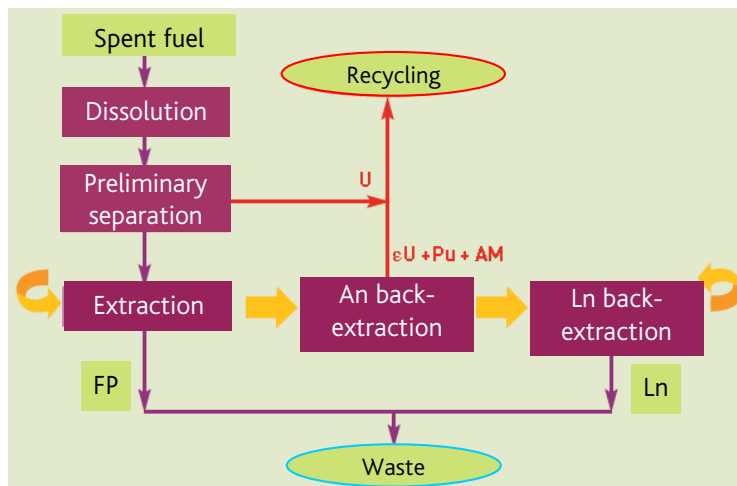 Spent fuel
Recycling
Dissolution
Preliminary
separation
U
εU +Pu + AM
Extraction
An back-
extraction
Ln back-
extraction
FP
Ln
Waste